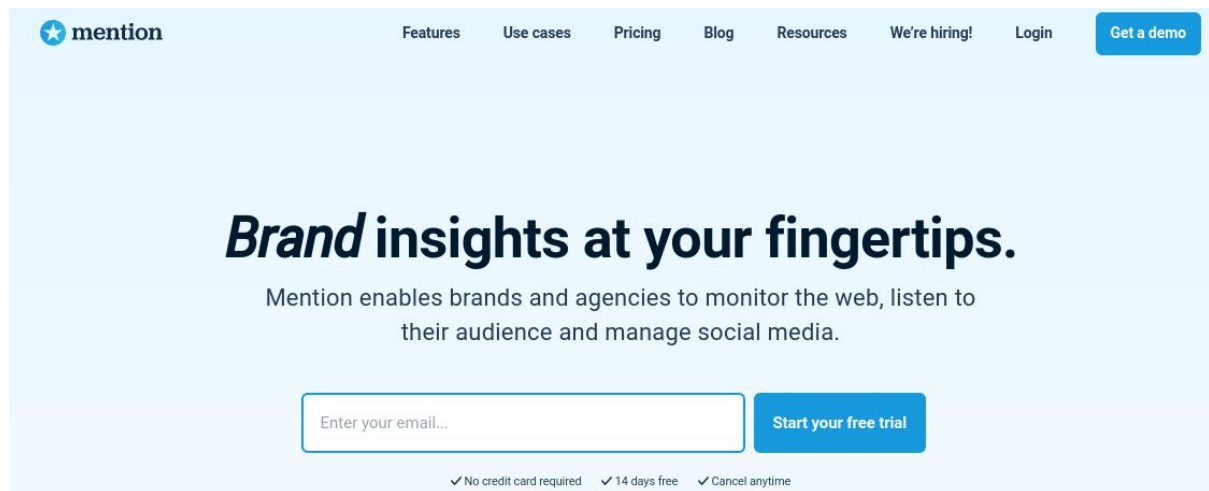 mention
Features Use cases Pricing Blog Resources We're hiring! Login Get a demo
Brand insights at your fingertips.
Mention enables brands and agencies to monitor the web, listen to
their audience and manage social media.
Enter your email... Start your free trial
No credit card required 14 days free Cancel anytime